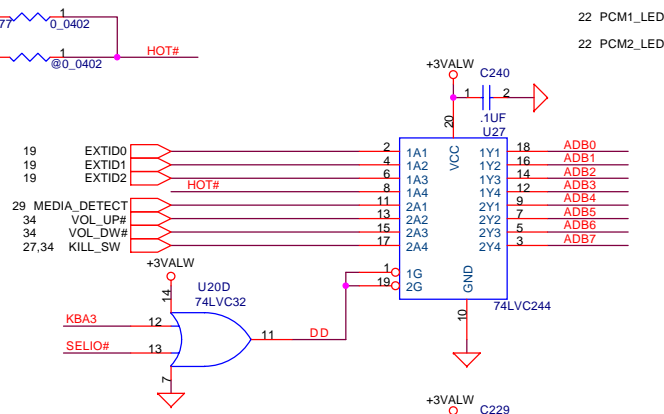 77 1 0_0402
22 PCM1_LED
22 PCM2_LED
1 HOT#
@0_0402
+3VALW C240
1 2
.1UF
20 U27
19 EXTID0 2 1A1 VCC 1Y1 18 ADB0
19 EXTID1 4 1A2 1Y2 16 ADB1
19 EXTID2 6 1A3 1Y3 14 ADB2
HOT# 8 1A4 1Y4 12 ADB3
29 MEDIA_DETECT 11 2A1 2Y1 9 ADB4
34 VOL_UP# 13 2A2 2Y2 7 ADB5
34 VOL_DW# 15 2A3 2Y3 5 ADB6
27,34 KILL_SW 17 2A4 2Y4 3 ADB7
+3VALW
1 1G
19 2G GND
U20D
74LVC32
14
10 74LVC244
KBA3 12
11 DD
SELIO# 13
7
+3VALW C229